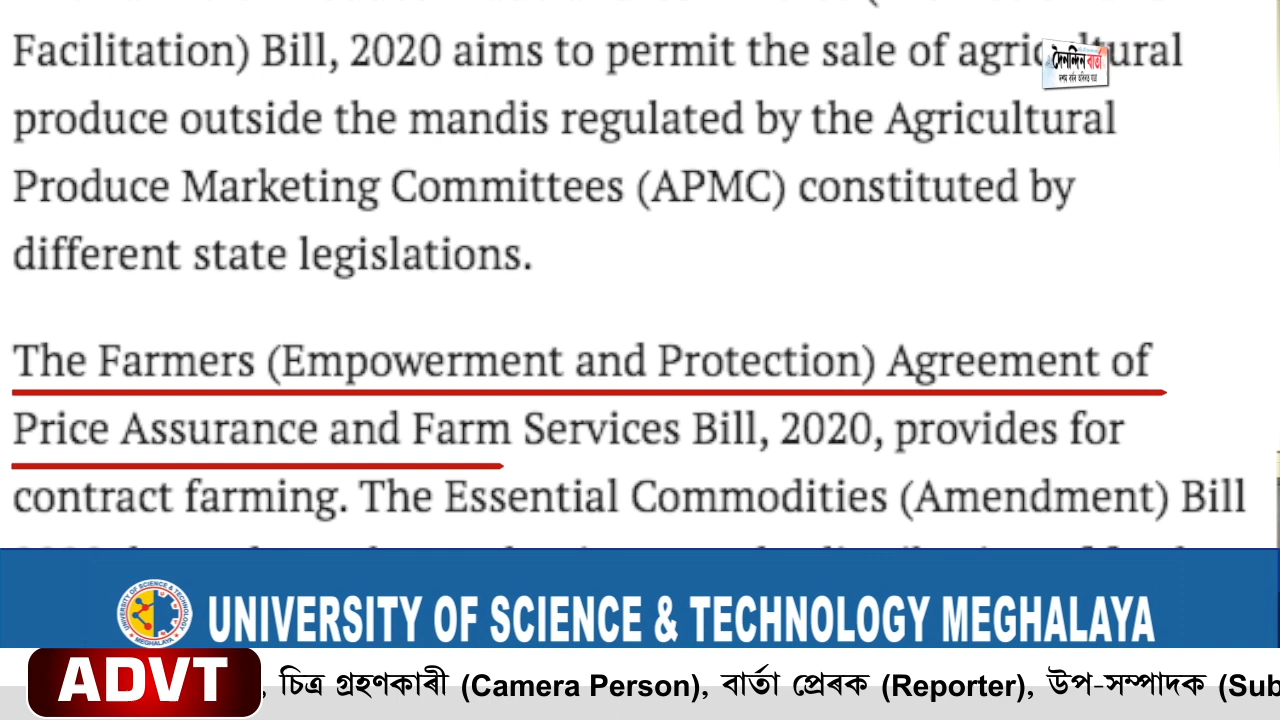 Facilitation) Bill, 2020 aims to permit the sale of agricultural
দৈনন্দিন বাৰ্তা
produce outside the mandis regulated by the Agricultural
Produce Marketing Committees (APMC) constituted by
different state legislations.
The Farmers (Empowerment and Protection) Agreement of
Price Assurance and Farm Services Bill, 2020, provides for
contract farming. The Essential Commodities (Amendment) Bill
UNIVERSITY OF SCIENCE & TECHNOLOGY MEGHALAYA
ADVT , চিত্ৰ গ্ৰহণকাৰী (Camera Person), বাৰ্তা প্ৰেৰক (Reporter), উপ-সম্পাদক (Sub